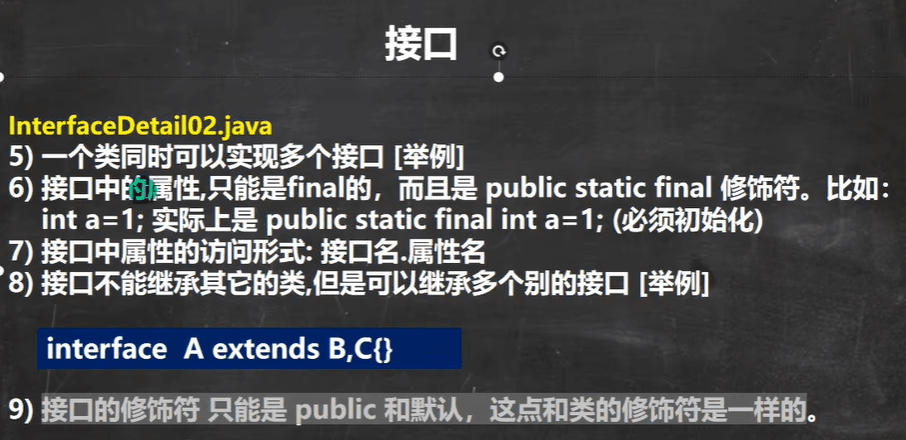 接口
InterfaceDetail02.java
5) 一个类同时可以实现多个接口 [举例]
6) 接口中的属性,只能是final的，而且是 public static final 修饰符。比如：
int a=1; 实际上是 public static final int a=1; (必须初始化)
7) 接口中属性的访问形式: 接口名.属性名
8) 接口不能继承其它的类,但是可以继承多个别的接口 [举例]
interface A extends B,C{}
9) 接口的修饰符 只能是 public 和默认，这点和类的修饰符是一样的。